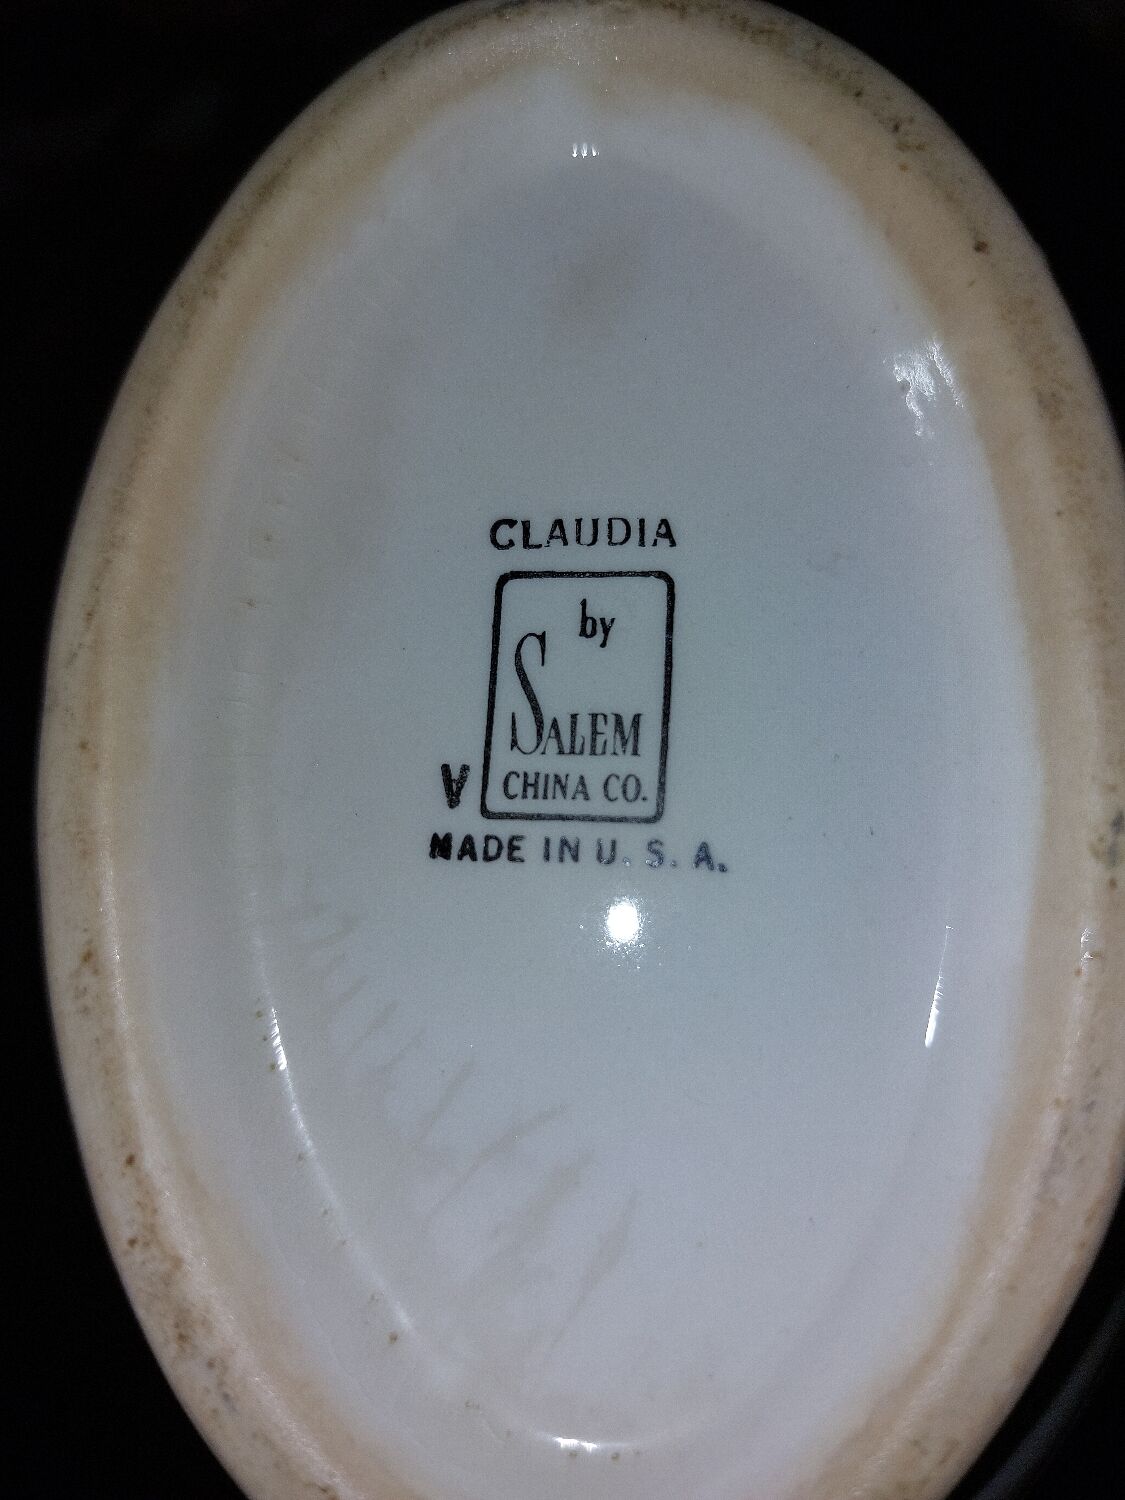 CLAUDIA
by
SALEM
CHINA CO.
V
MADE IN U. S. A.